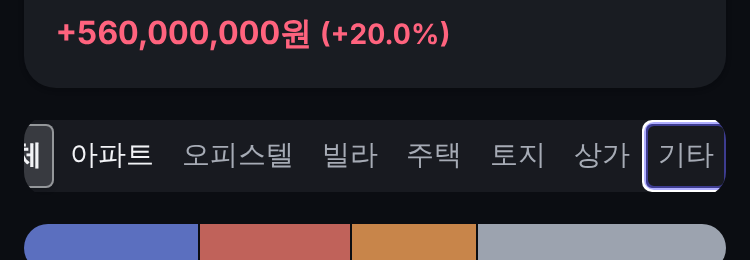 +560,000,000원 (+20.0%)
체 아파트 오피스텔 빌라 주택 토지 상가 기타